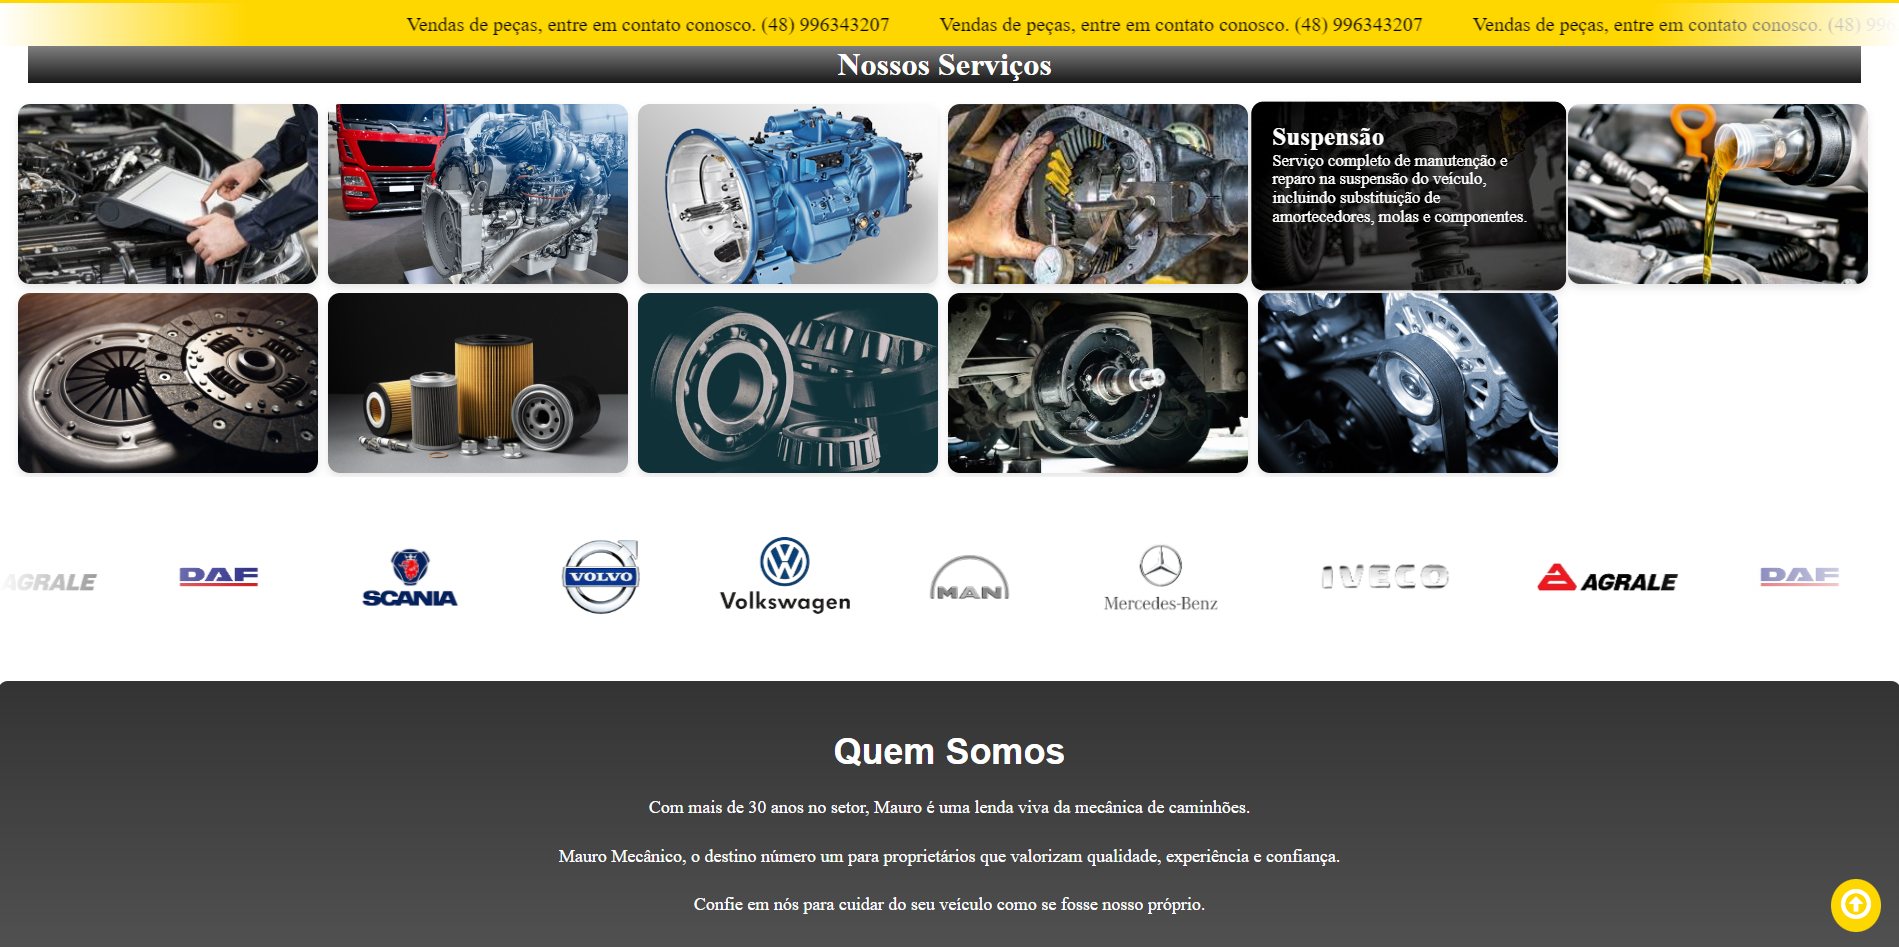 Vendas de peças, entre em contato conosco. (48) 996343207 Vendas de peças, entre em contato conosco. (48) 996343207 Vendas de peças, entre em contato conosco. (48) 996
Nossos Serviços
Suspensão
Serviço completo de manutenção e
reparo na suspensão do veículo,
incluindo substituição de
amortecedores, molas e componentes.
AGRALE DAF SCANIA VOLVO Volkswagen MAN Mercedes-Benz IVECO AGRALE DAF
Quem Somos
Com mais de 30 anos no setor, Mauro é uma lenda viva da mecânica de caminhões.
Mauro Mecânico, o destino número um para proprietários que valorizam qualidade, experiência e confiança.
Confie em nós para cuidar do seu veículo como se fosse nosso próprio.